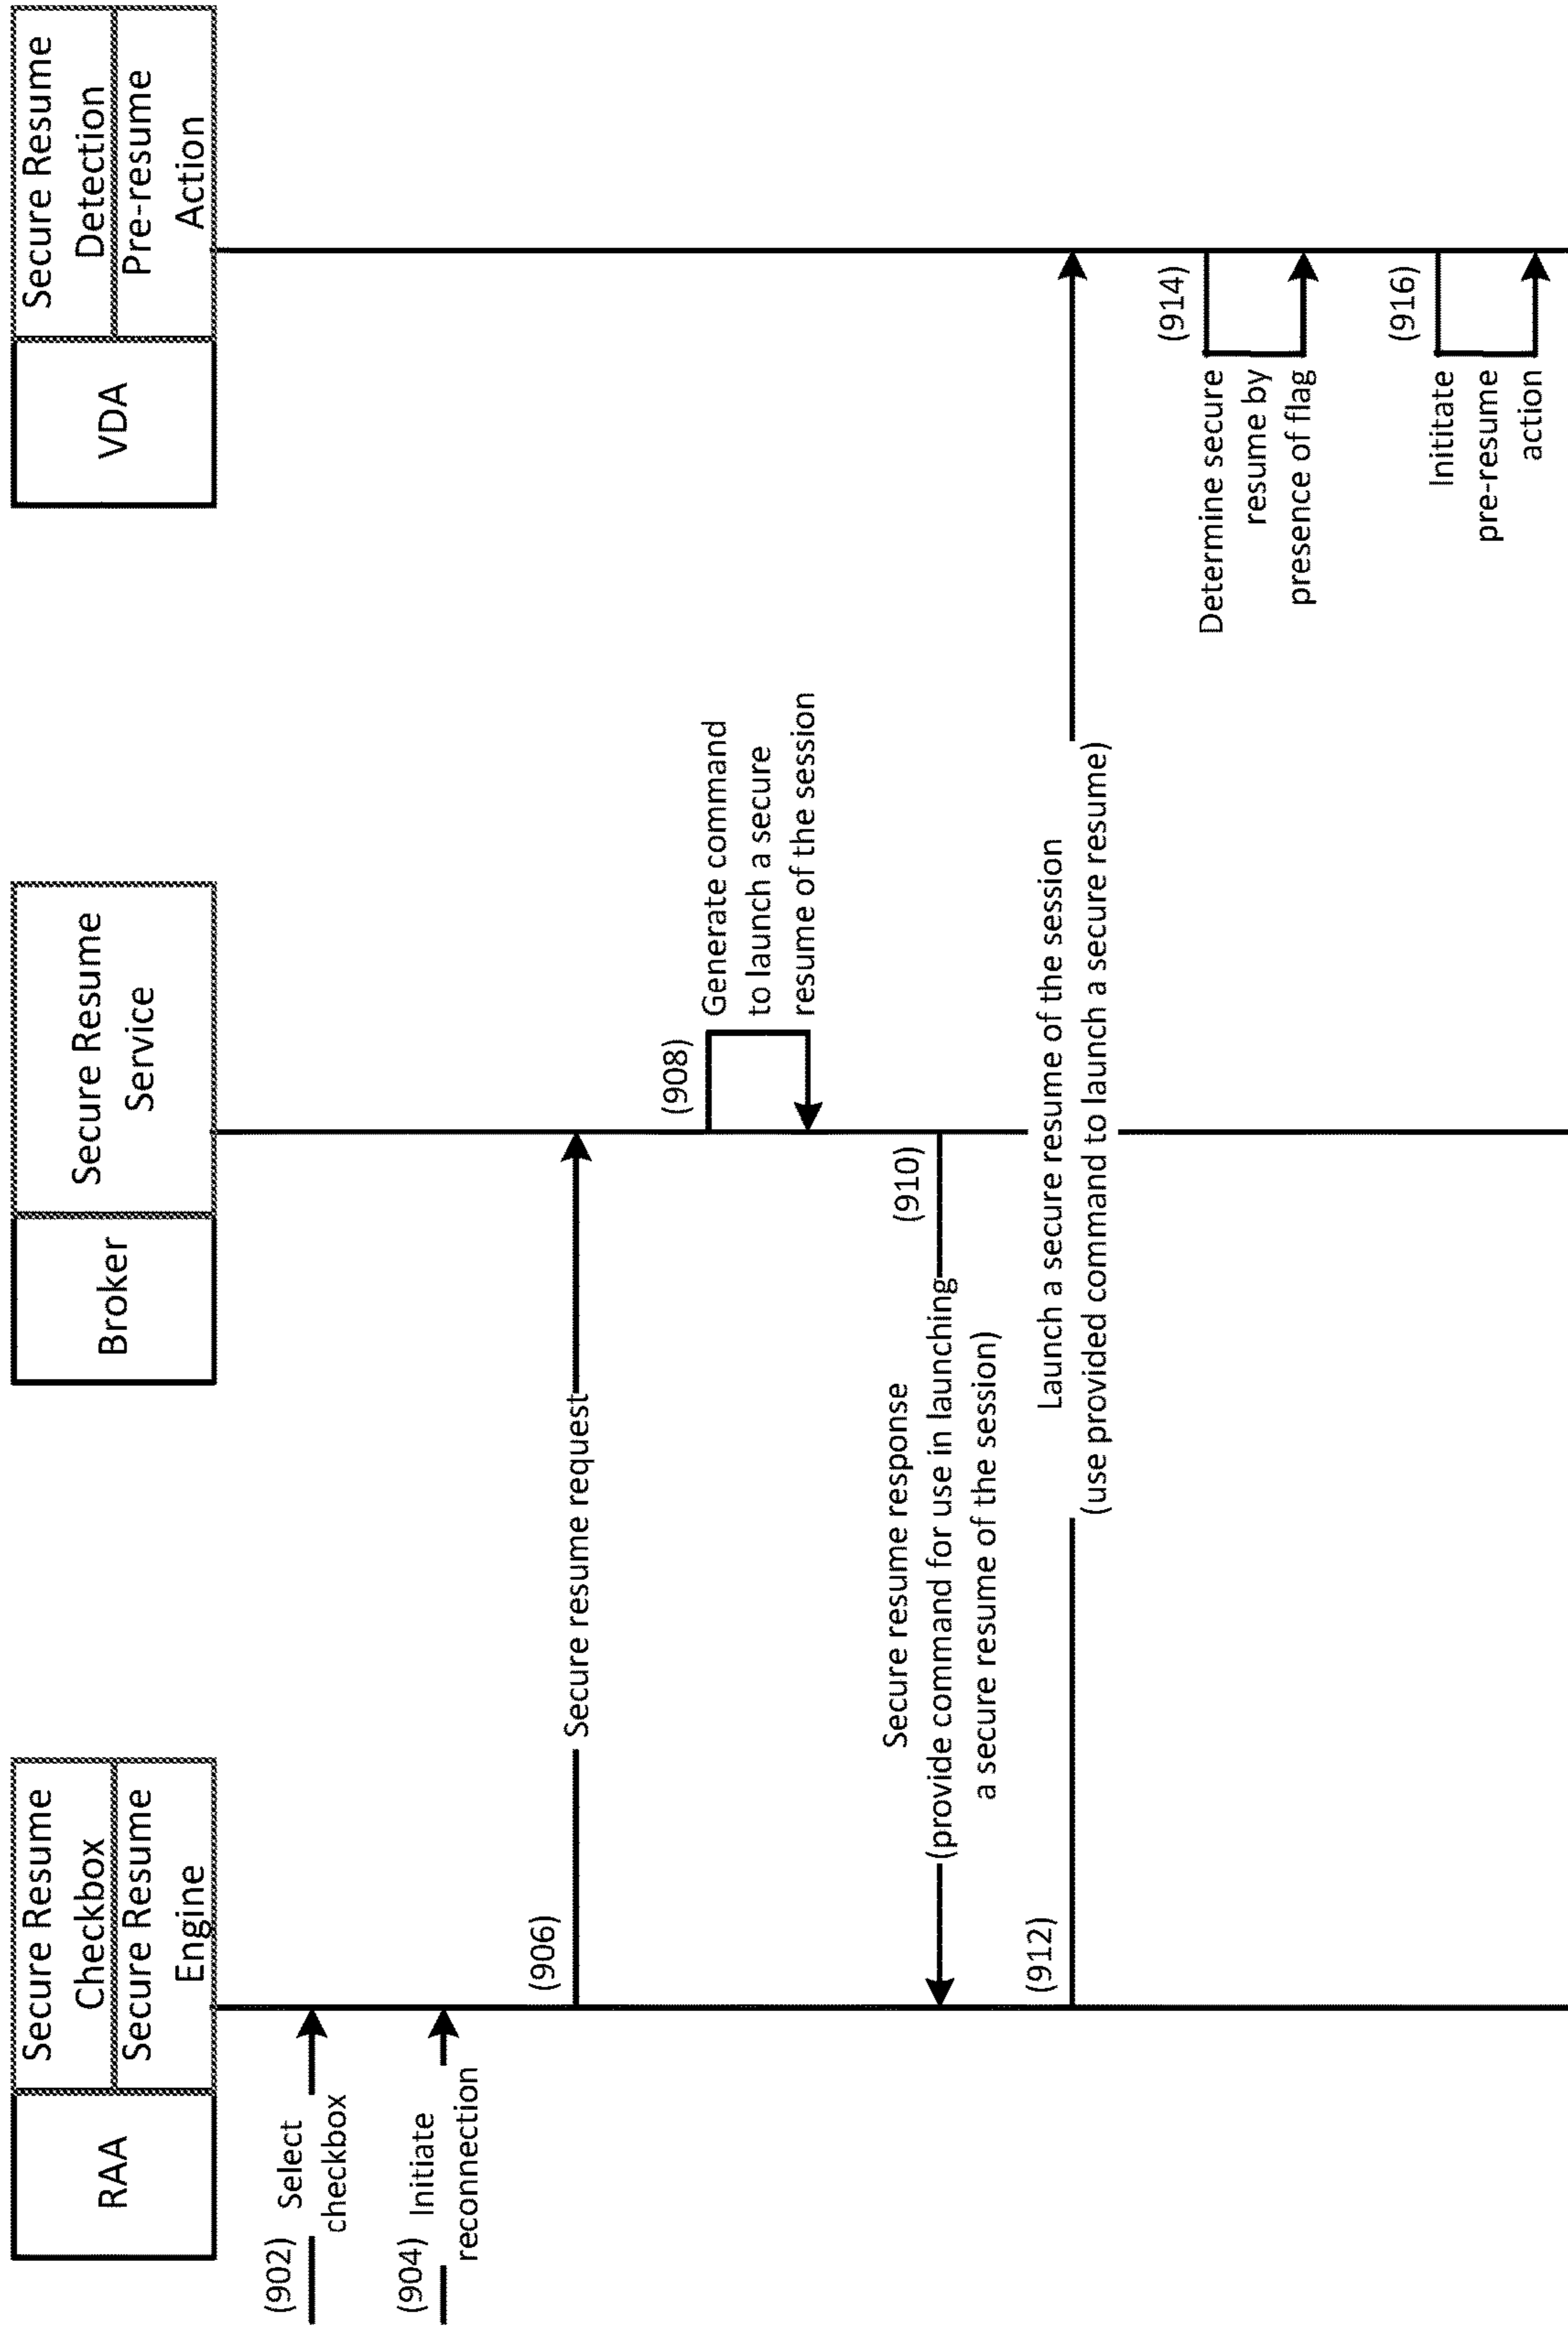 RAA
Secure Resume
Checkbox
Secure Resume
Engine
Broker
Secure Resume
Service
VDA
Secure Resume
Detection
Pre-resume
Action
(902) Select
checkbox
(904) Initiate
reconnection
(906)
Secure resume request
(908)
Generate command
to launch a secure
resume of the session
(910)
Secure resume response
(provide command for use in launching
a secure resume of the session)
(912)
Launch a secure resume of the session
(use provided command to launch a secure resume)
(914)
Determine secure
resume by
presence of flag
(916)
Inititate
pre-resume
action